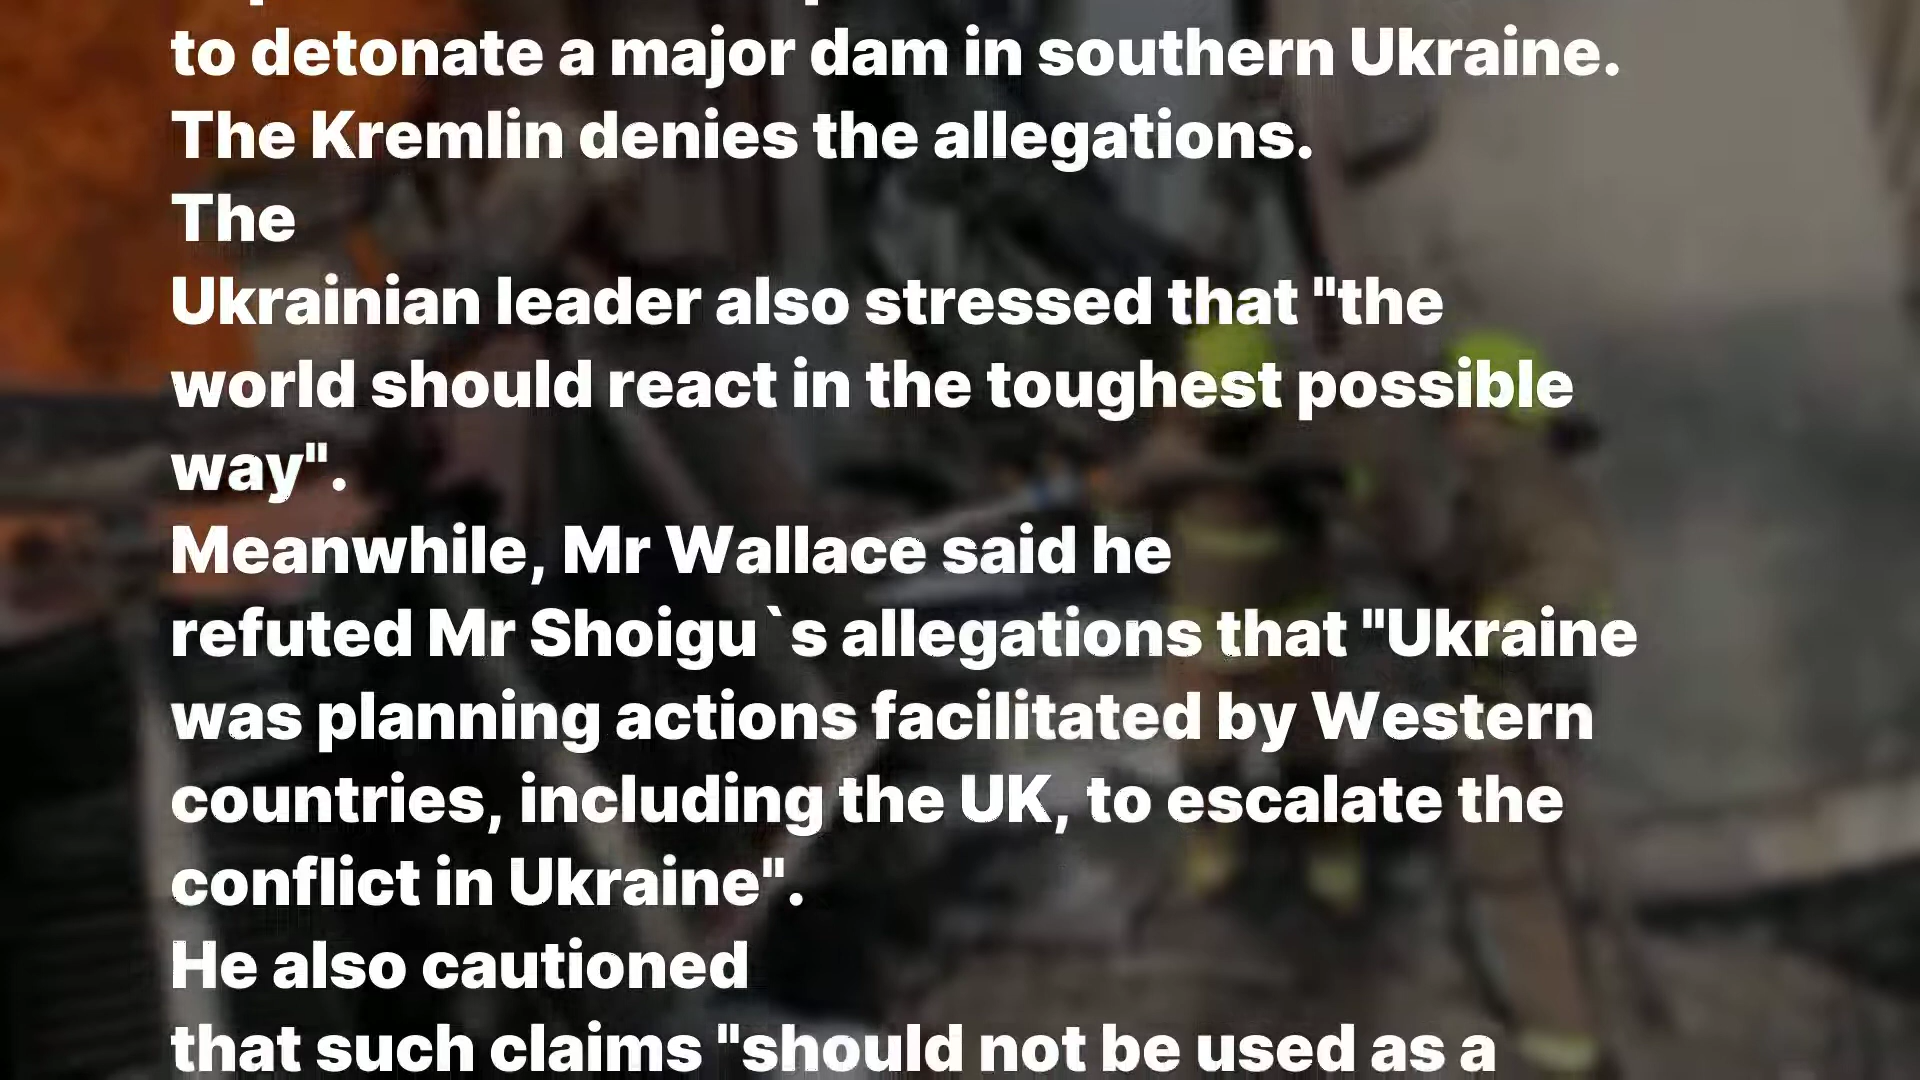 to detonate a major dam in southern Ukraine.
The Kremlin denies the allegations.
The
Ukrainian leader also stressed that "the
world should react in the toughest possible
way".
Meanwhile, Mr Wallace said he
refuted Mr Shoigu`s allegations that "Ukraine
was planning actions facilitated by Western
countries, including the UK, to escalate the
conflict in Ukraine".
He also cautioned
that such claims "should not be used as a